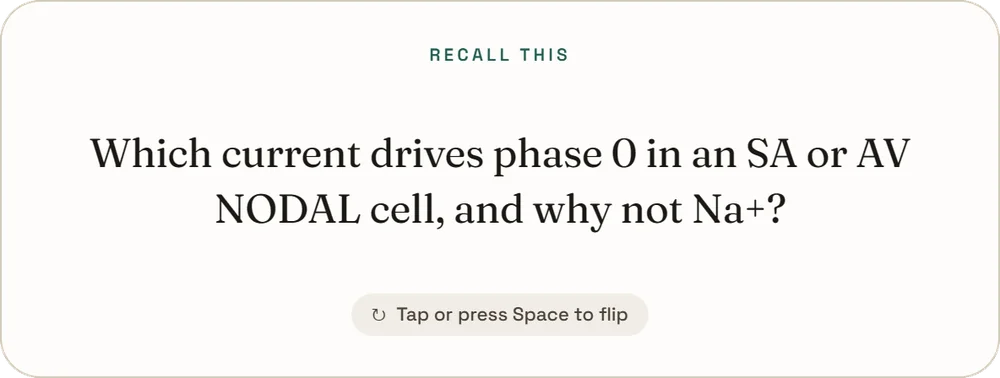 RECALL THIS
Which current drives phase 0 in an SA or AV
NODAL cell, and why not Na+?
↻ Tap or press Space to flip